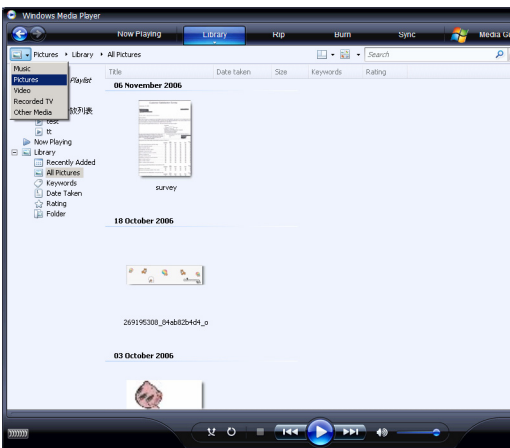 Windows Media Player
Now Playing
Library
Rip
Burn
Sync
Media G
Pictures
Library
All Pictures
Search
Music
Pictures
Video
Recorded TV
Other Media
Playlist
放列表
test
tt
Now Playing
Library
Recently Added
All Pictures
Keywords
Date Taken
Rating
Folder
Title
Date taken
Size
Keywords
Rating
06 November 2006
survey
18 October 2006
269195308_84ab82b4d4_o
03 October 2006